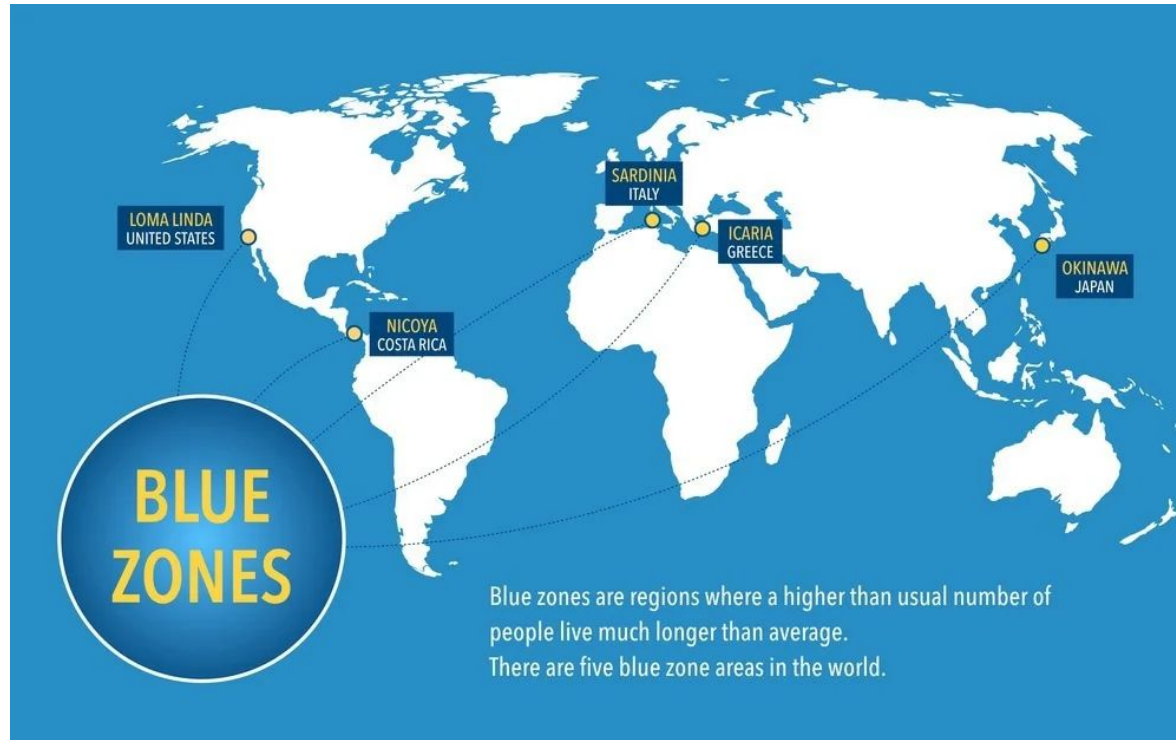 SARDINIA
ITALY
LOMA LINDA
UNITED STATES
ICARIA
GREECE
OKINAWA
JAPAN
NICOYA
COSTA RICA
BLUE
ZONES
Blue zones are regions where a higher than usual number of
people live much longer than average.
There are five blue zone areas in the world.